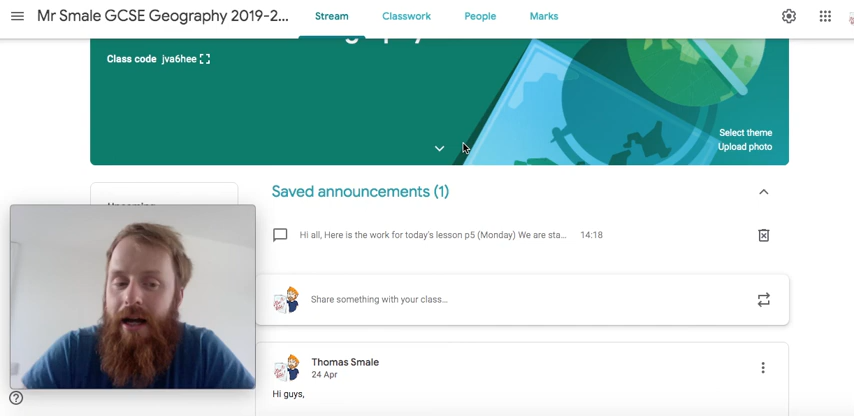 Mr Smale GCSE Geography 2019-2...
Stream
Classwork
People
Marks
Class code jva6hee
Select theme
Upload photo
Saved announcements (1)
Hi all, Here is the work for today's lesson p5 (Monday) We are sta... 14:18
Share something with your class...
Thomas Smale
24 Apr
Hi guys,